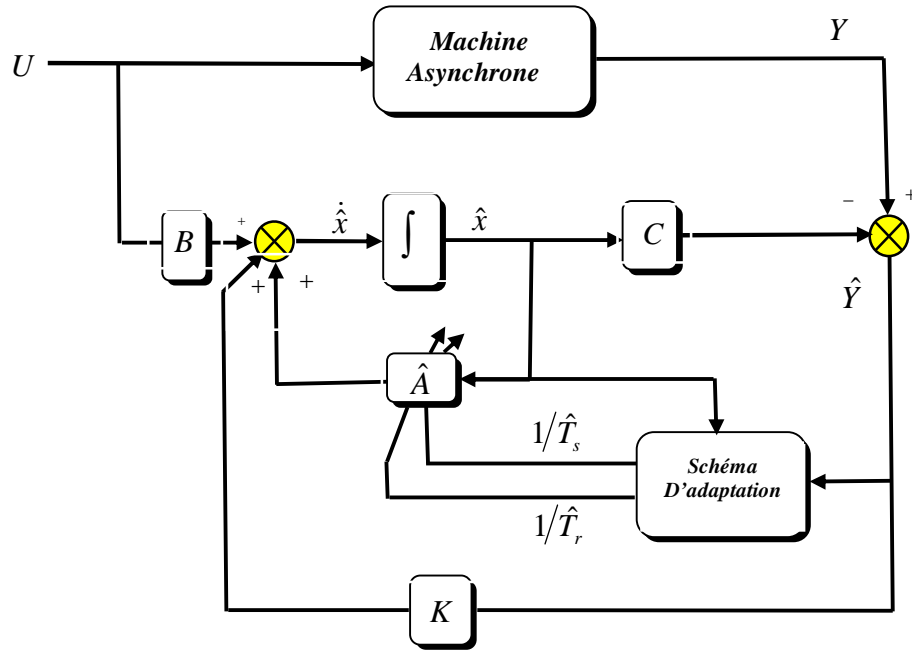 Machine
Asynchrone
Y
U
+
−
B
+
ẋ̂
∫
x̂
C
+
+
Ŷ
Â
1/T̂ₛ
Schéma
D'adaptation
1/T̂ᵣ
K